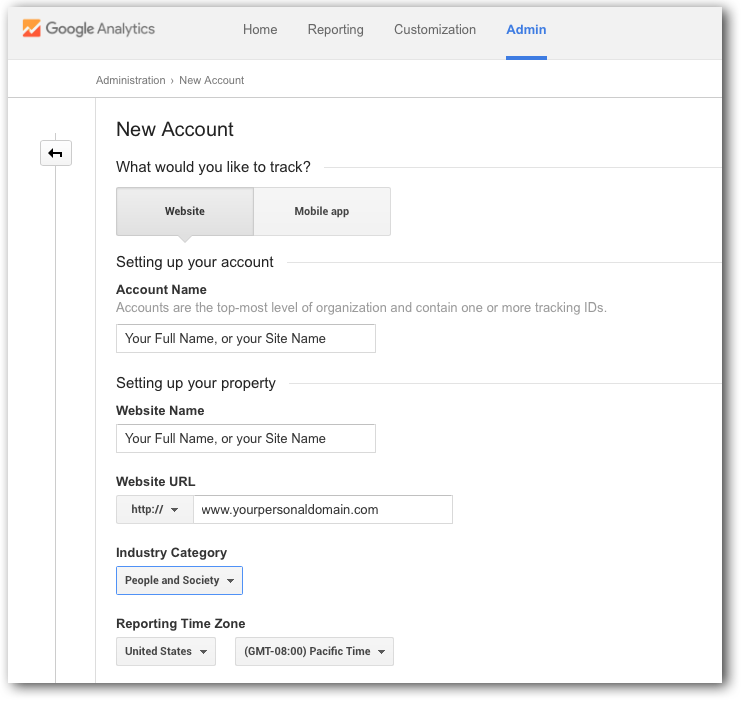 Google Analytics
Home Reporting Customization Admin
Administration › New Account
New Account
What would you like to track?
Website Mobile app
Setting up your account
Account Name
Accounts are the top-most level of organization and contain one or more tracking IDs.
Your Full Name, or your Site Name
Setting up your property
Website Name
Your Full Name, or your Site Name
Website URL
http:// www.yourpersonaldomain.com
Industry Category
People and Society
Reporting Time Zone
United States (GMT-08:00) Pacific Time